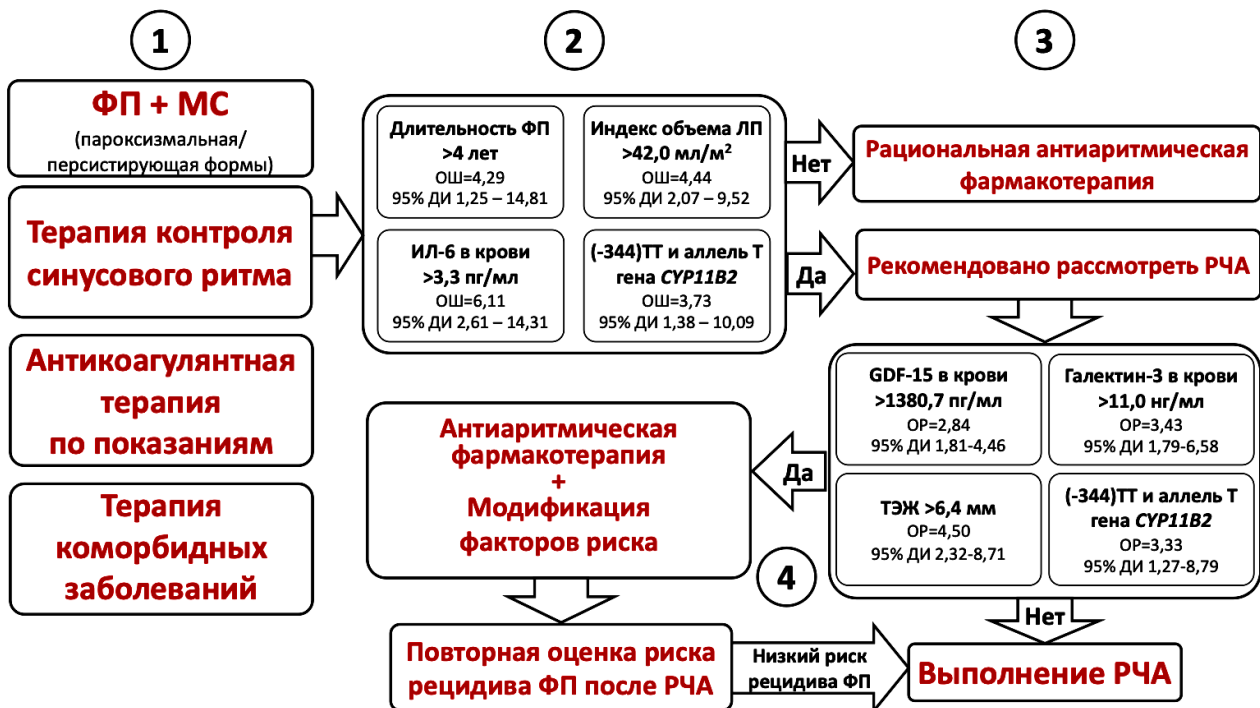 1
ФП + МС
(пароксизмальная/
персистирующая формы)
Терапия контроля
синусового ритма
Антикоагулянтная
терапия
по показаниям
Терапия
коморбидных
заболеваний
2
Длительность ФП
>4 лет
ОШ=4,29
95% ДИ 1,25 – 14,81
Индекс объема ЛП
>42,0 мл/м²
ОШ=4,44
95% ДИ 2,07 – 9,52
ИЛ-6 в крови
>3,3 пг/мл
ОШ=6,11
95% ДИ 2,61 – 14,31
(-344)ТТ и аллель Т
гена CYP11B2
ОШ=3,73
95% ДИ 1,38 – 10,09
Нет
Да
3
Рациональная антиаритмическая
фармакотерапия
Рекомендовано рассмотреть РЧА
GDF-15 в крови
>1380,7 пг/мл
ОР=2,84
95% ДИ 1,81-4,46
Галектин-3 в крови
>11,0 нг/мл
ОР=3,43
95% ДИ 1,79-6,58
ТЭЖ >6,4 мм
ОР=4,50
95% ДИ 2,32-8,71
(-344)ТТ и аллель Т
гена CYP11B2
ОР=3,33
95% ДИ 1,27-8,79
Да
Нет
Антиаритмическая
фармакотерапия
+
Модификация
факторов риска
4
Повторная оценка риска
рецидива ФП после РЧА
Низкий риск
рецидива ФП
Выполнение РЧА